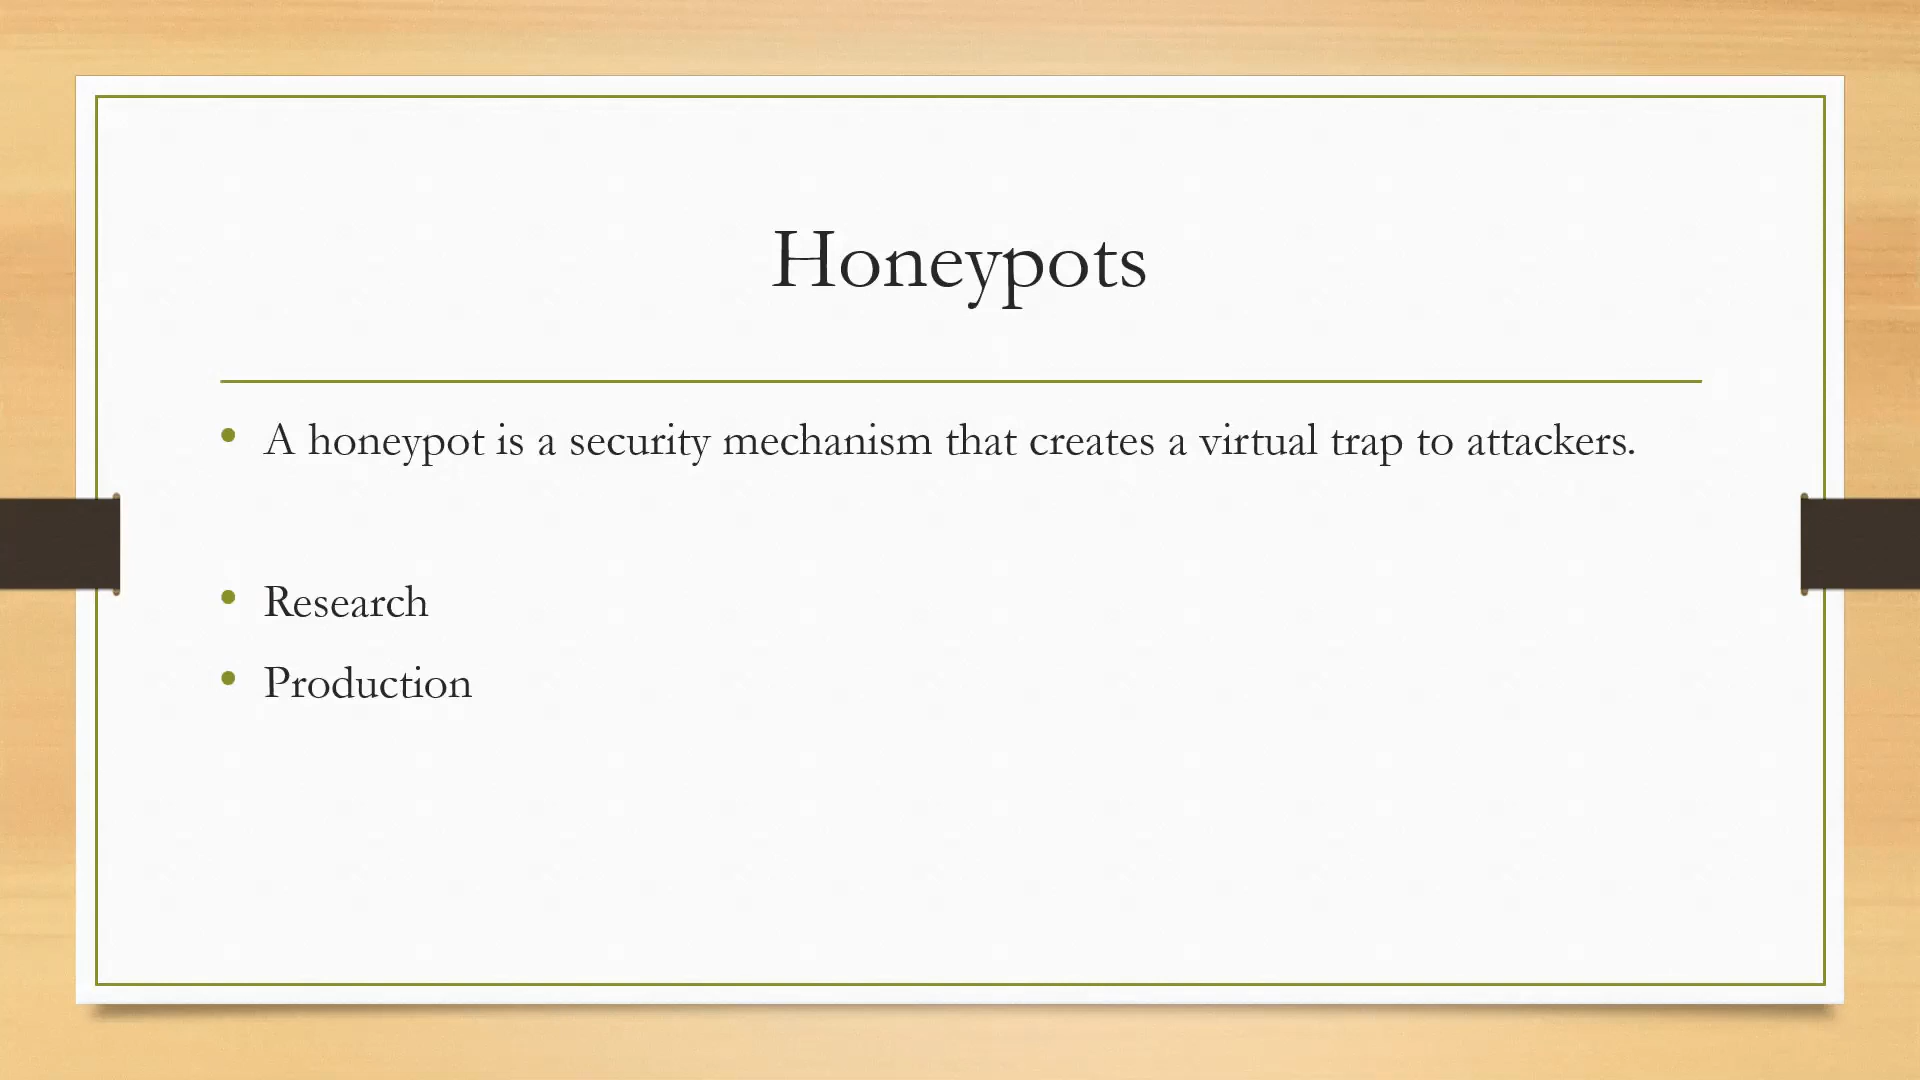 Honeypots
• A honeypot is a security mechanism that creates a virtual trap to attackers.
• Research
• Production